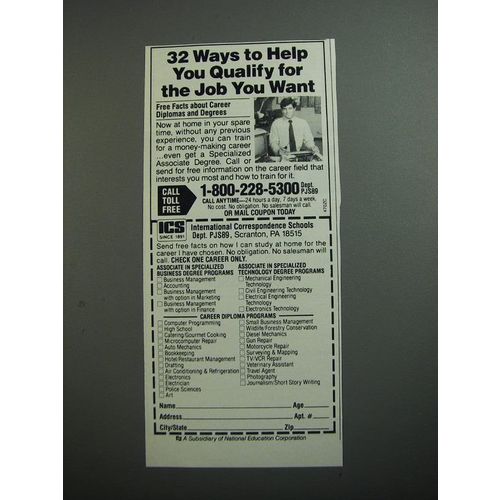 32 Ways to Help
You Qualify for
the Job You Want
Free Facts about Career
Diplomas and Degrees
Now at home in your spare
time, without any previous
experience, you can train
for a money-making career
...even get a Specialized
Associate Degree. Call or
send for free information on the career field that
interests you most and how to train for it.
CALL
TOLL
FREE
1-800-228-5300 Dept.
PJS89
CALL ANYTIME—24 hours a day, 7 days a week.
No cost. No obligation. No salesman will call.
OR MAIL COUPON TODAY
ICS
SINCE 1891
International Correspondence Schools
Dept. PJS89, Scranton, PA 18515
Send free facts on how I can study at home for the
career I have chosen. No obligation. No salesman will
call. CHECK ONE CAREER ONLY.
ASSOCIATE IN SPECIALIZED
BUSINESS DEGREE PROGRAMS
Business Management
Accounting
Business Management
with option in Marketing
Business Management
with option in Finance
ASSOCIATE IN SPECIALIZED
TECHNOLOGY DEGREE PROGRAMS
Mechanical Engineering
Technology
Civil Engineering Technology
Electrical Engineering
Technology
Electronics Technology
CAREER DIPLOMA PROGRAMS
Computer Programming
High School
Catering/Gourmet Cooking
Microcomputer Repair
Auto Mechanics
Bookkeeping
Hotel/Restaurant Management
Drafting
Air Conditioning & Refrigeration
Electronics
Electrician
Police Sciences
Art
Small Business Management
Wildlife/Forestry Conservation
Diesel Mechanics
Gun Repair
Motorcycle Repair
Surveying & Mapping
TV/VCR Repair
Veterinary Assistant
Travel Agent
Photography
Journalism/Short Story Writing
Name Age
Address Apt. #
City/State Zip
A Subsidiary of National Education Corporation